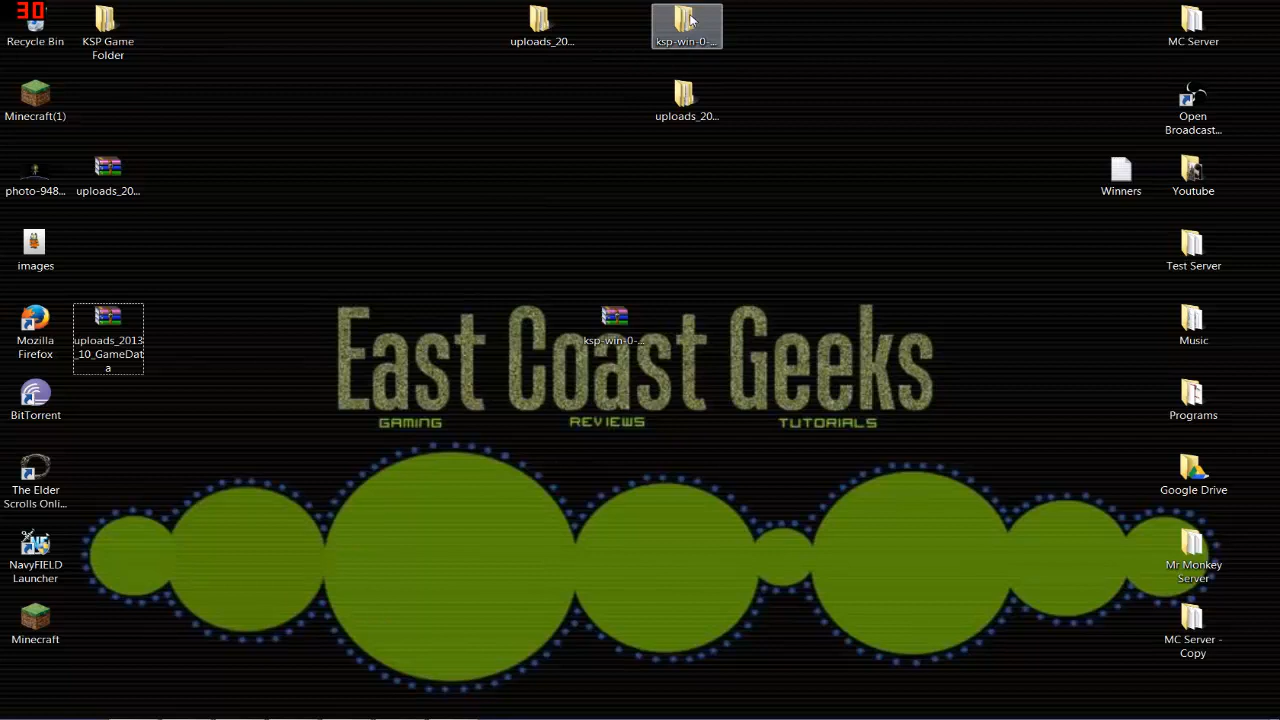 30
Recycle Bin
KSP Game
Folder
uploads_20...
ksp-win-0-...
MC Server
Minecraft(1)
uploads_20...
Open
Broadcast...
photo-948...
uploads_20...
Winners
Youtube
images
Test Server
Mozilla
Firefox
uploads_2013
_10_GameDat
a
ksp-win-0-...
Music
East Coast Geeks
GAMING
REVIEWS
TUTORIALS
BitTorrent
Programs
The Elder
Scrolls Onli...
Google Drive
NavyFIELD
Launcher
Mr Monkey
Server
Minecraft
MC Server -
Copy